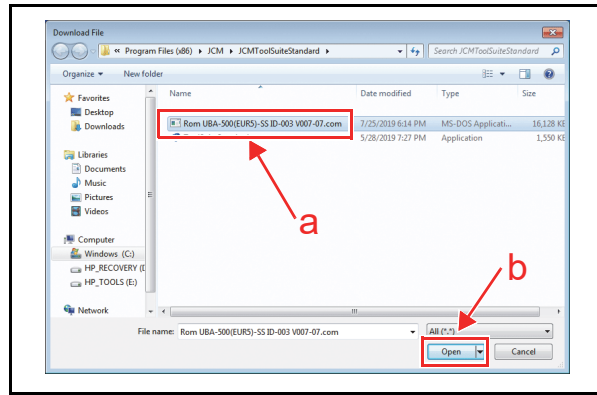 Download File
« Program Files (x86) ▸ JCM ▸ JCMToolSuiteStandard ▸
Search JCMToolSuiteStandard
Organize ▾ New folder
Name Date modified Type Size
Favorites
Desktop
Downloads
Rom UBA-500(EUR5)-SS ID-003 V007-07.com 7/25/2019 6:14 PM MS-DOS Applicati... 16,128 KB
5/28/2019 7:27 PM Application 1,550 KB
Libraries
Documents
Music
Pictures
Videos
a
Computer
Windows (C:)
HP_RECOVERY (D
HP_TOOLS (E:)
b
Network
File name: Rom UBA-500(EUR5)-SS ID-003 V007-07.com
All (*.*)
Open Cancel